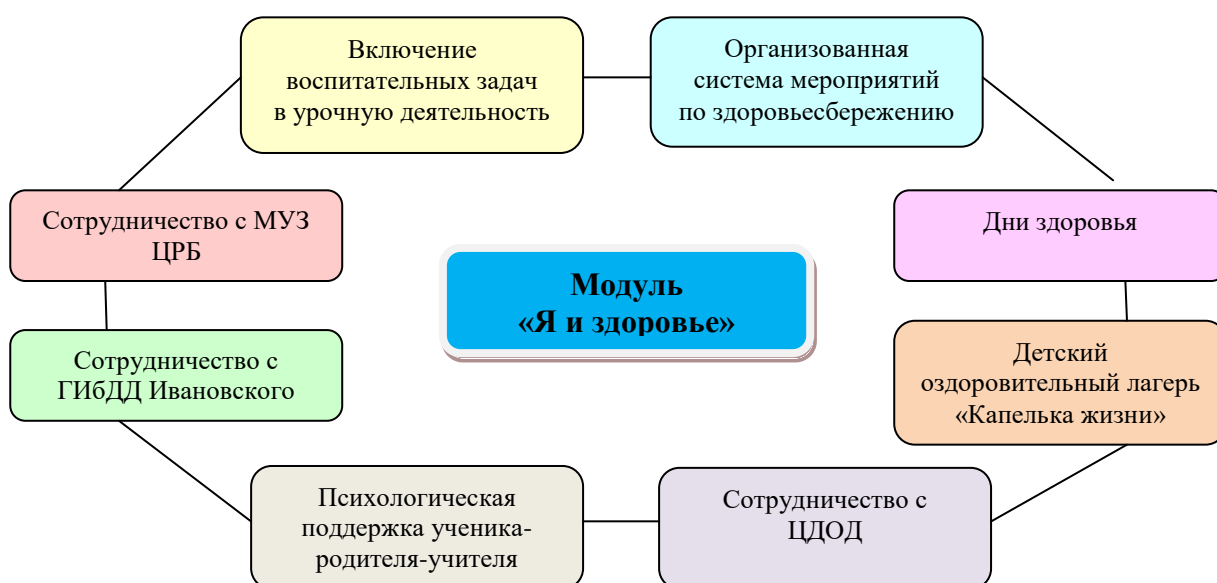 Включение
воспитательных задач
в урочную деятельность
Организованная
система мероприятий
по здоровьесбережению
Сотрудничество с МУЗ
ЦРБ
Дни здоровья
Модуль
«Я и здоровье»
Сотрудничество с
ГИбДД Ивановского
Детский
оздоровительный лагерь
«Капелька жизни»
Психологическая
поддержка ученика-
родителя-учителя
Сотрудничество с
ЦДОД